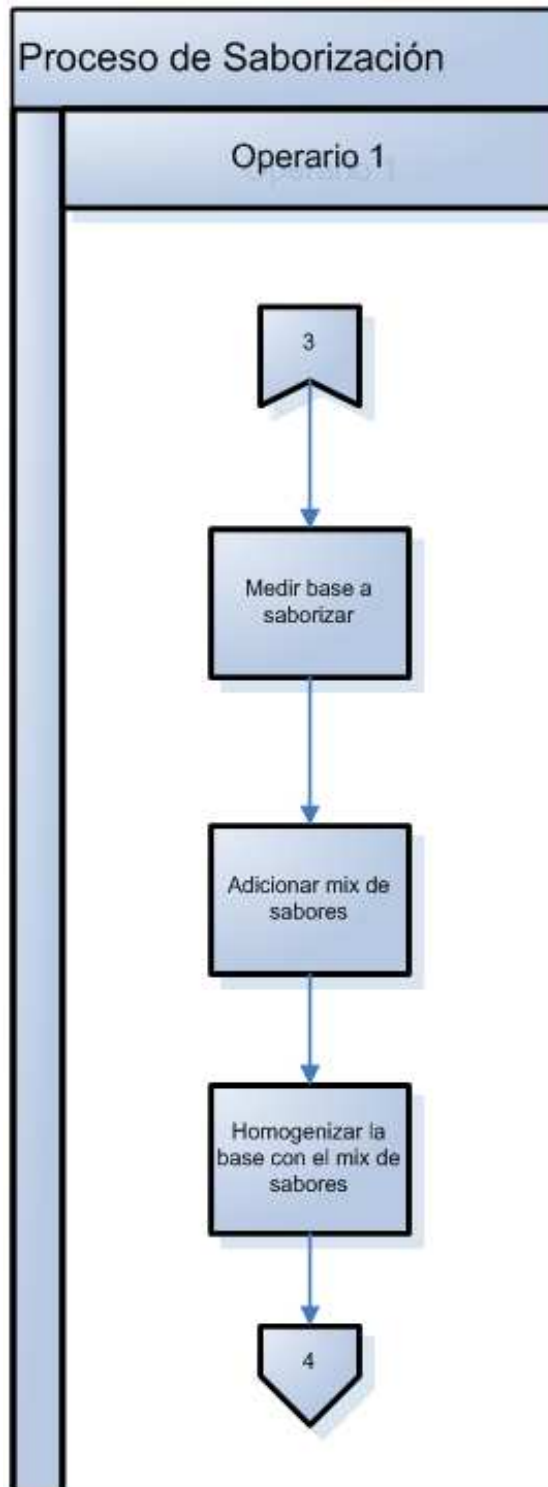 Proceso de Saborización
Operario 1
3
Medir base a
saborizar
Adicionar mix de
sabores
Homogenizar la
base con el mix de
sabores
4